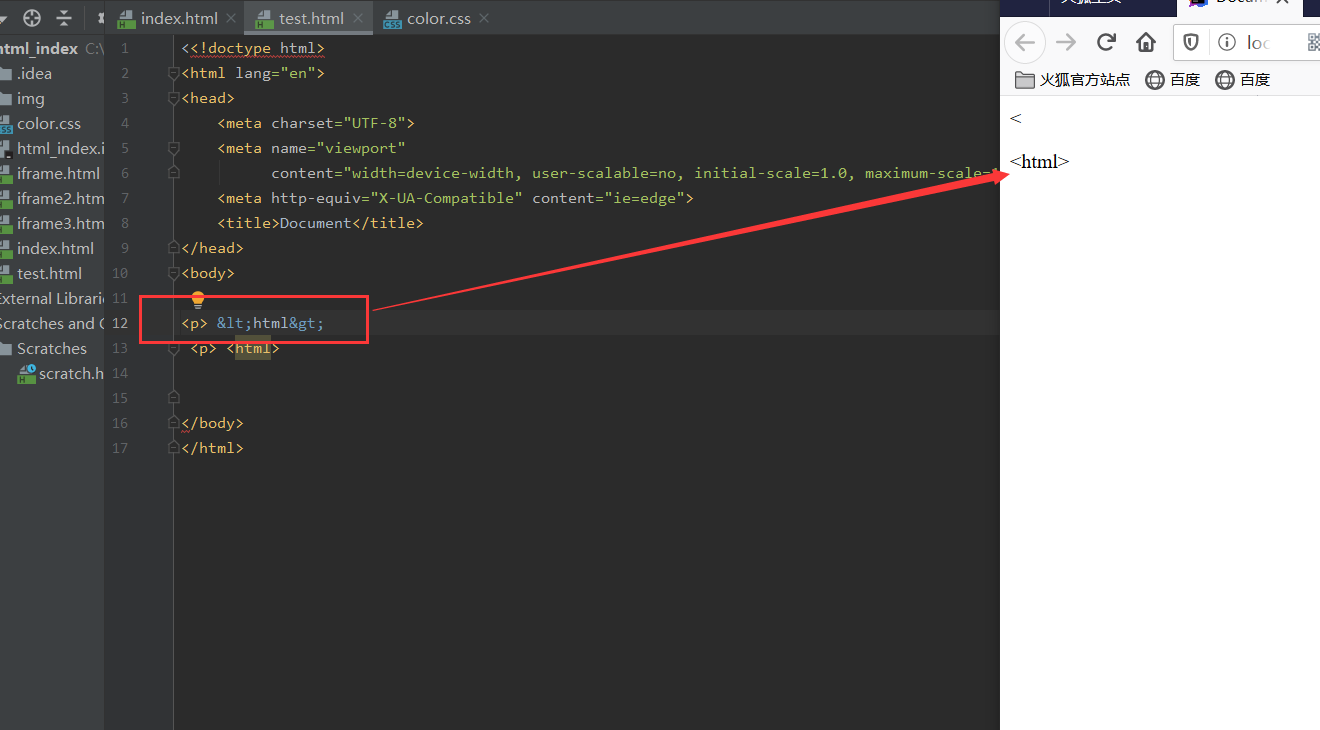 index.html
test.html
color.css
html_index
.idea
img
color.css
html_index.i
iframe.html
iframe2.htm
iframe3.htm
index.html
test.html
External Librari
Scratches and C
Scratches
scratch.h
1 <<!doctype html>
2 <html lang="en">
3 <head>
4 <meta charset="UTF-8">
5 <meta name="viewport"
6 content="width=device-width, user-scalable=no, initial-scale=1.0, maximum-scale=
7 <meta http-equiv="X-UA-Compatible" content="ie=edge">
8 <title>Document</title>
9 </head>
10 <body>
11
12 <p> &lt;html&gt;
13 <p> <html>
14
15
16 </body>
17 </html>
Docum
loc
火狐官方站点 百度 百度
<
<html>